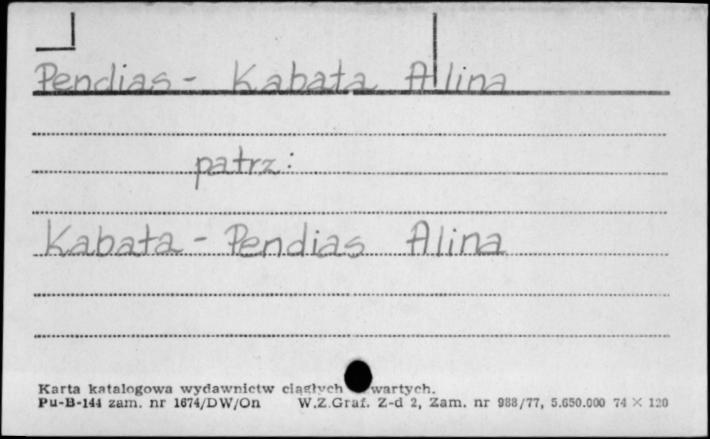 Pendias - Kabata Alina
patrz:
Kabata - Pendias Alina
Karta katalogowa wydawnictw ciągłych wartych.
Pu-B-144 zam. nr 1674/DW/On W.Z.Graf. Z-d 2, Zam. nr 988/77, 5.650.000 74 × 120